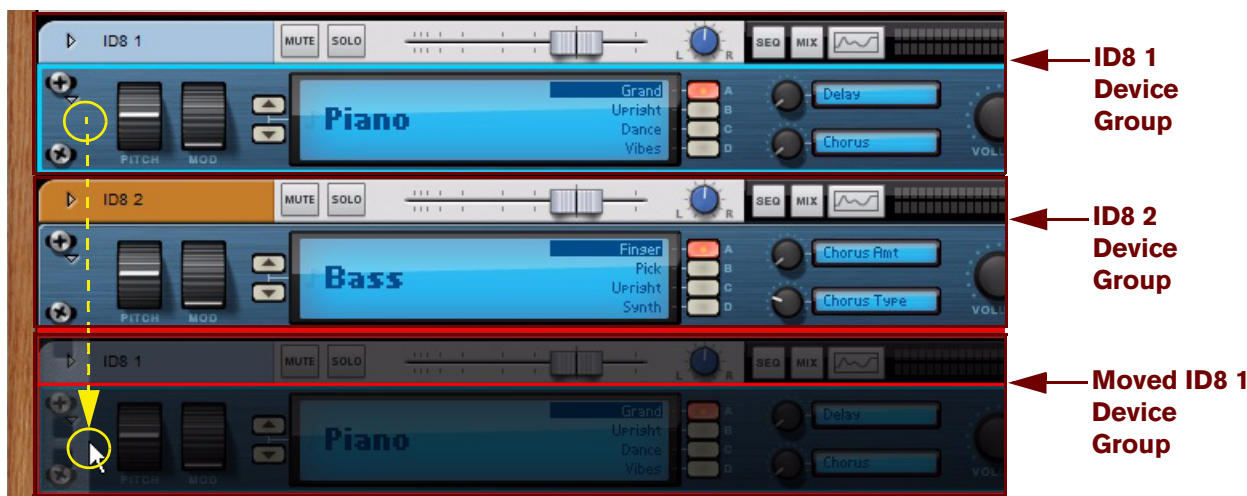 ID8 1 MUTE SOLO L R SEQ MIX
PITCH MOD Piano Grand A Delay
Upright B
Dance C Chorus
Vibes D
ID8 1
Device
Group
ID8 2 MUTE SOLO L R SEQ MIX
PITCH MOD Bass Finger A Chorus Amt
Pick B
Upright C Chorus Type
Synth D VOLU
ID8 2
Device
Group
ID8 1 MUTE SOLO L R SEQ MIX
PITCH MOD Piano Grand A Delay
Upright B
Dance C Chorus
Vibes D
Moved ID8 1
Device
Group